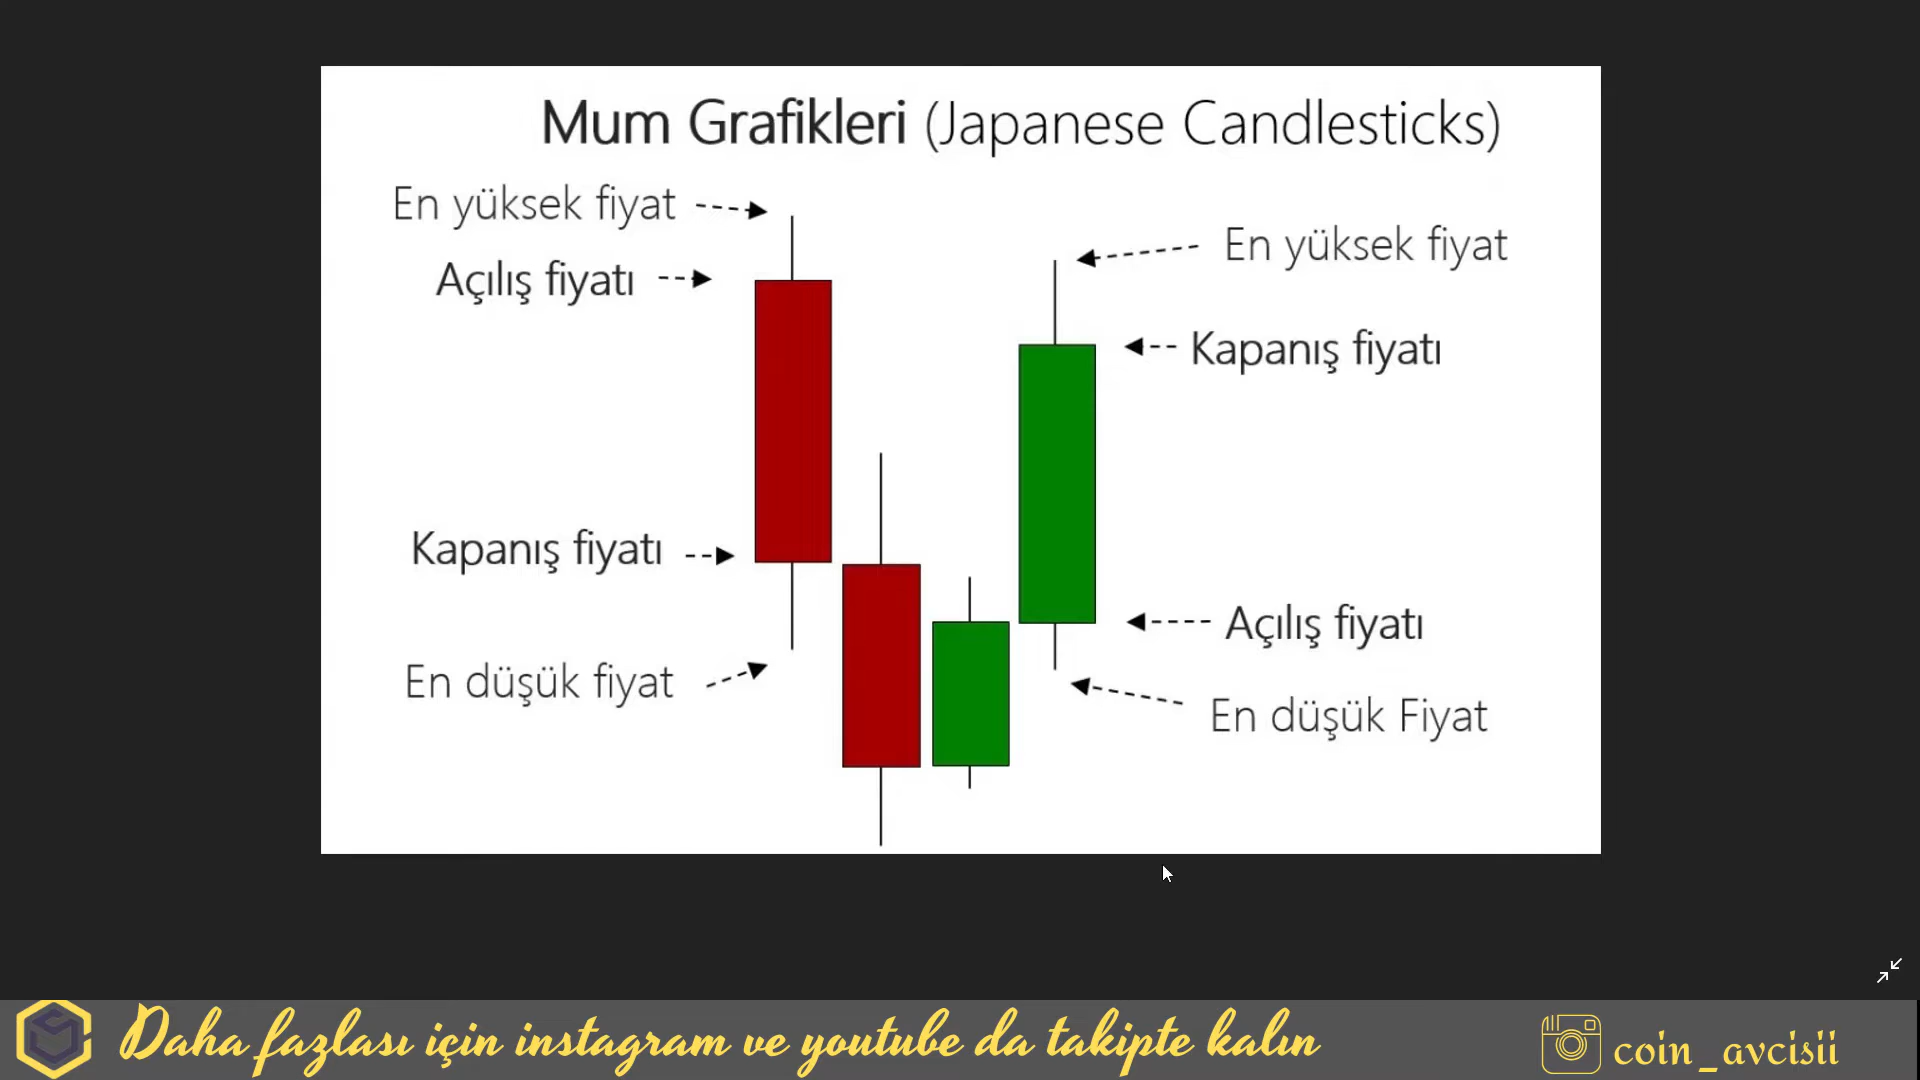 Mum Grafikleri (Japanese Candlesticks)
En yüksek fiyat
Açılış fiyatı
Kapanış fiyatı
En düşük fiyat
En yüksek fiyat
Kapanış fiyatı
Açılış fiyatı
En düşük Fiyat
Daha fazlası için instagram ve youtube da takipte kalın
coin_avcisii